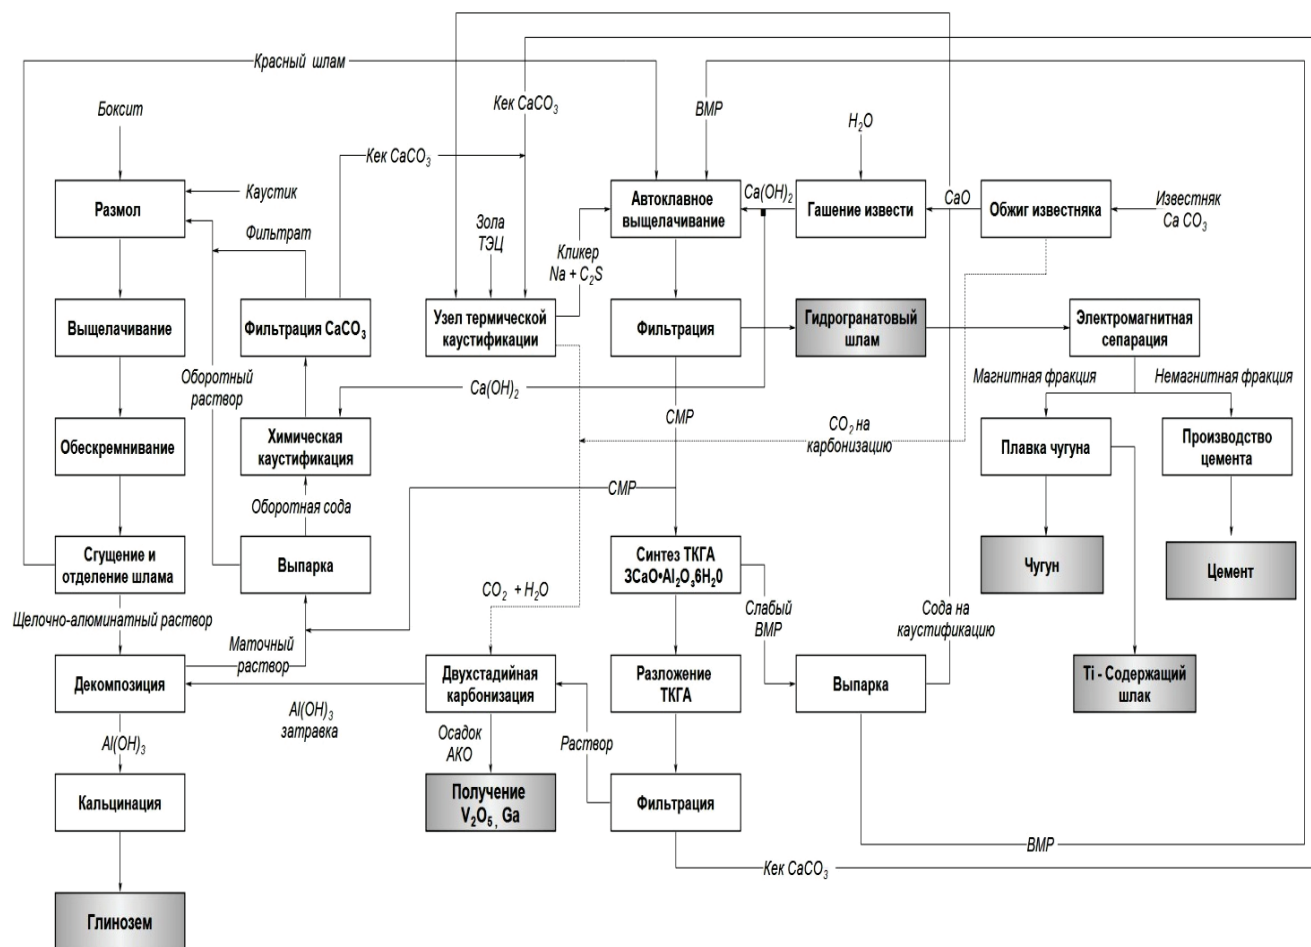 Красный шлам
Боксит
Кек CaCO₃
ВМР
H₂O
Кек CaCO₃
Каустик
Размол
Автоклавное
выщелачивание
Ca(OH)₂
Гашение извести
CaO
Обжиг известняка
Известняк
Ca CO₃
Фильтрат
Зола
ТЭЦ
Кликер
Na + C₂S
Выщелачивание
Фильтрация CaCO₃
Узел термической
каустификации
Фильтрация
Гидрогранатовый
шлам
Электромагнитная
сепарация
Оборотный
раствор
Ca(OH)₂
СМР
Магнитная фракция
Немагнитная фракция
Обескремнивание
Химическая
каустификация
CO₂ на
карбонизацию
Плавка чугуна
Производство
цемента
Оборотная сода
СМР
Сгущение и
отделение шлама
Выпарка
Синтез ТКГА
3CaO•Al₂O₃6H₂0
Чугун
Цемент
CO₂ + H₂O
Слабый
ВМР
Сода на
каустификацию
Щелочно-алюминатный раствор
Маточный
раствор
Декомпозиция
Двухстадийная
карбонизация
Разложение
ТКГА
Выпарка
Ti - Содержащий
шлак
Al(OH)₃
затравка
Al(OH)₃
Осадок
АКО
Раствор
Кальцинация
Получение
V₂O₅ , Ga
Фильтрация
ВМР
Кек CaCO₃
Глинозем